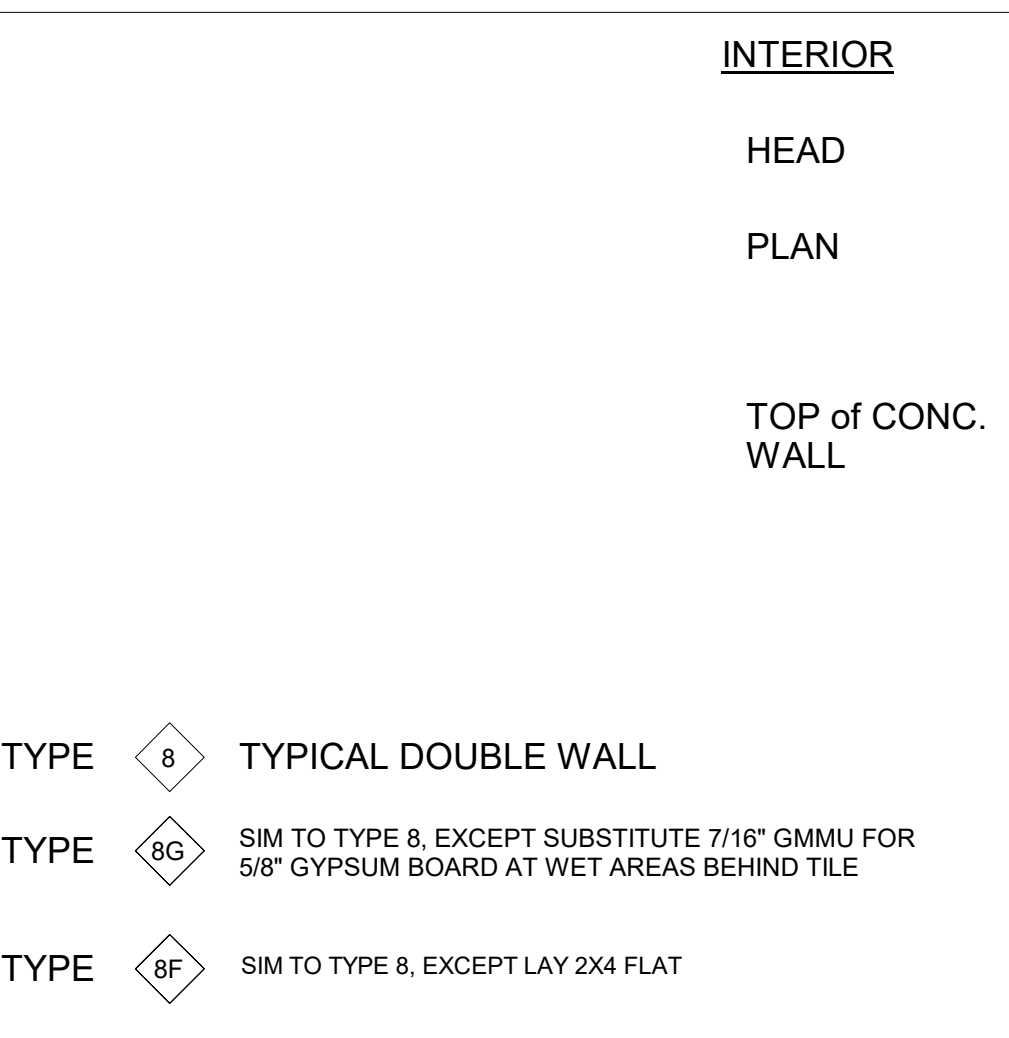 INTERIOR
HEAD
PLAN
TOP of CONC.
WALL
TYPE 8 TYPICAL DOUBLE WALL
TYPE 8G SIM TO TYPE 8, EXCEPT SUBSTITUTE 7/16" GMMU FOR
5/8" GYPSUM BOARD AT WET AREAS BEHIND TILE
TYPE 8F SIM TO TYPE 8, EXCEPT LAY 2X4 FLAT